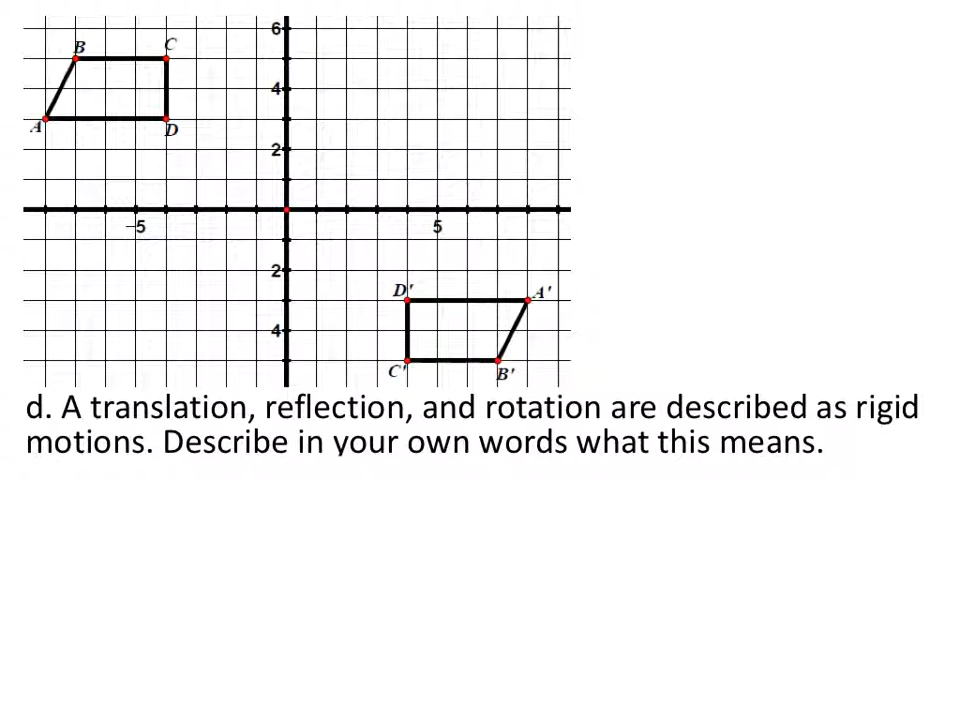 6
B
C
4
A
D
2
−5
5
2
D'
A'
4
C'
B'
d. A translation, reflection, and rotation are described as rigid
motions. Describe in your own words what this means.